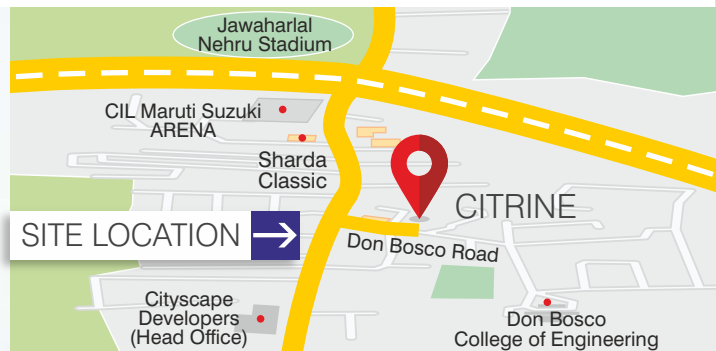 Jawaharlal
Nehru Stadium
CIL Maruti Suzuki
ARENA
Sharda
Classic
CITRINE
SITE LOCATION
Don Bosco Road
Cityscape
Developers
(Head Office)
Don Bosco
College of Engineering